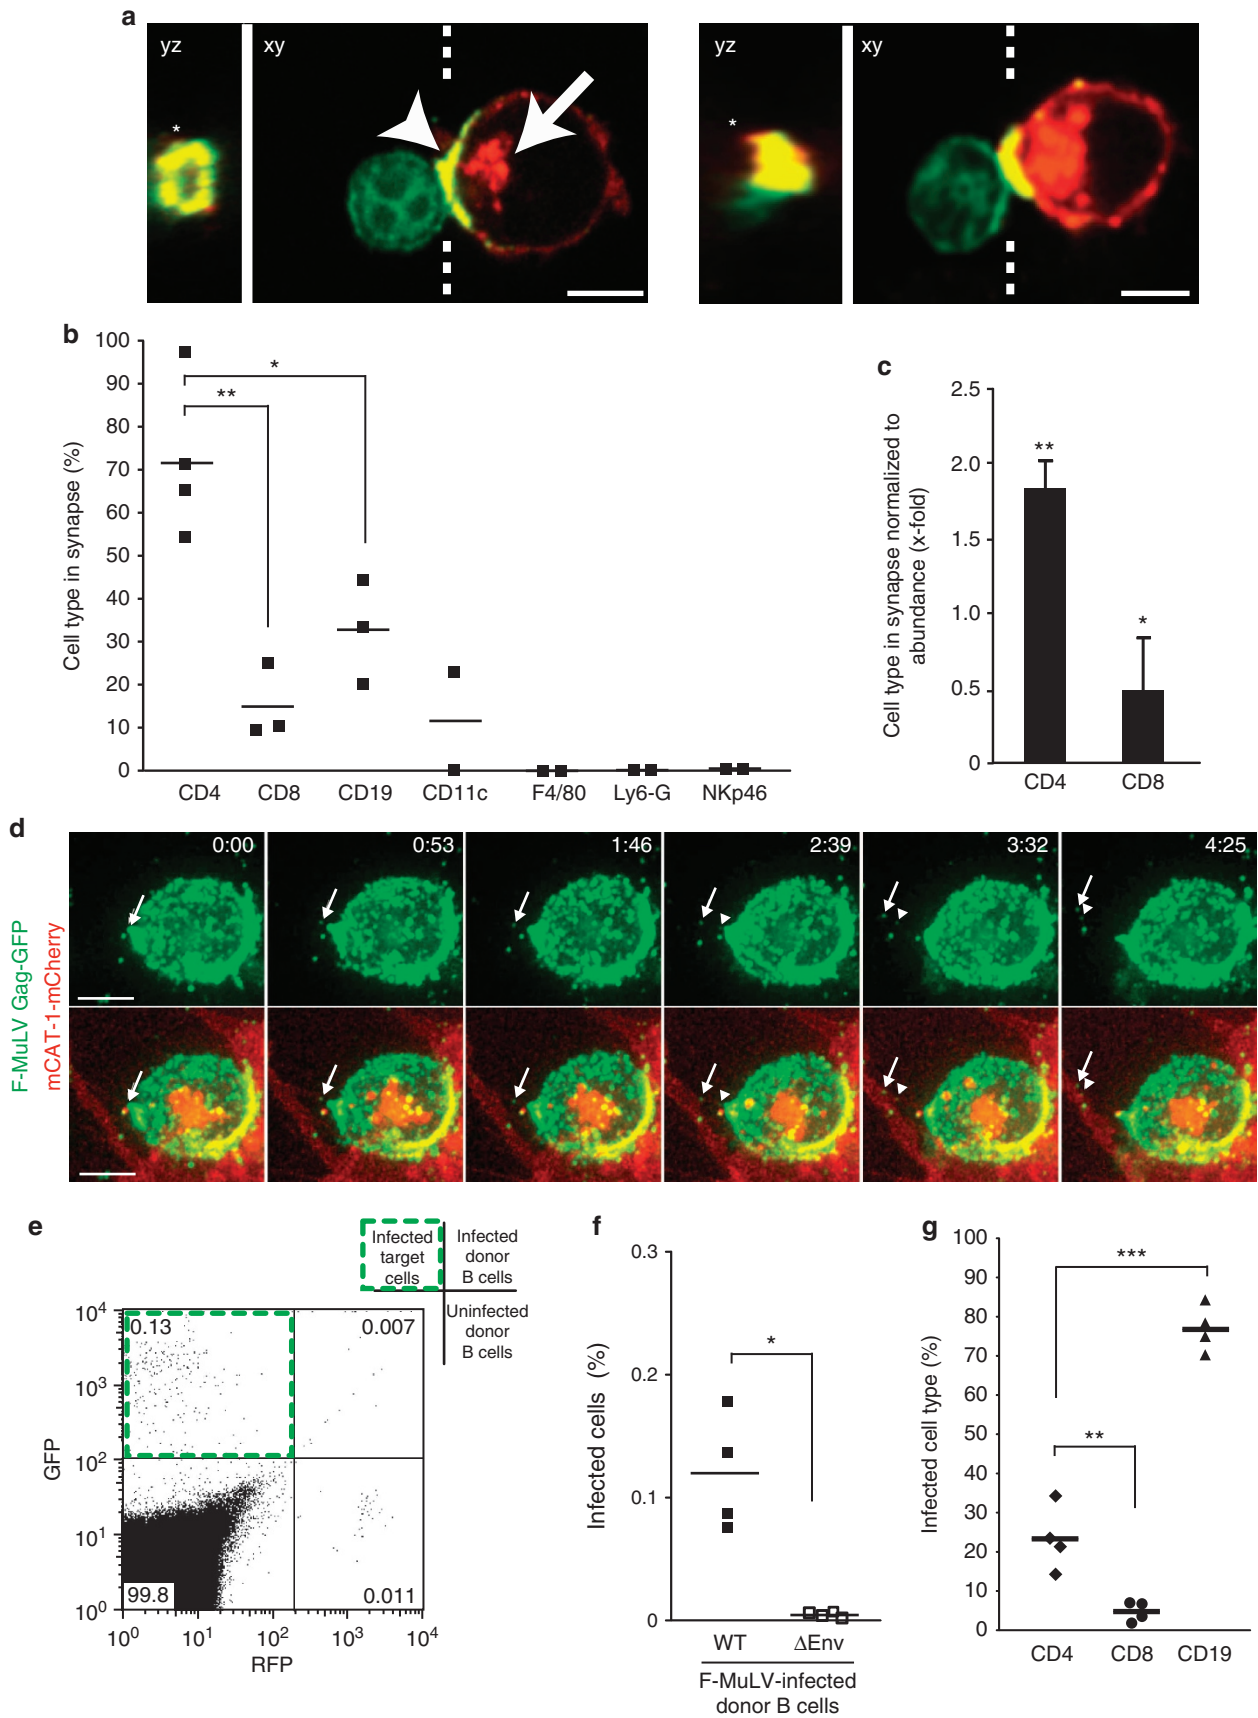 a
yz
xy
*
yz
xy
*
b
Cell type in synapse (%)
100
90
80
70
60
50
40
30
20
10
0
*
**
CD4 CD8 CD19 CD11c F4/80 Ly6-G NKp46
c
Cell type in synapse normalized to
abundance (x-fold)
2.5
2.0
1.5
1.0
0.5
0
**
*
CD4 CD8
d
F-MuLV Gag-GFP
mCAT-1-mCherry
0:00 0:53 1:46 2:39 3:32 4:25
e
Infected
target
cells
Infected
donor
B cells
Uninfected
donor
B cells
GFP
10⁴
10³
10²
10¹
10⁰
0.13
0.007
99.8
0.011
10⁰ 10¹ 10² 10³ 10⁴
RFP
f
Infected cells (%)
0.3
0.2
0.1
0
*
WT ΔEnv
F-MuLV-infected
donor B cells
g
Infected cell type (%)
100
90
80
70
60
50
40
30
20
10
0
***
**
CD4 CD8 CD19